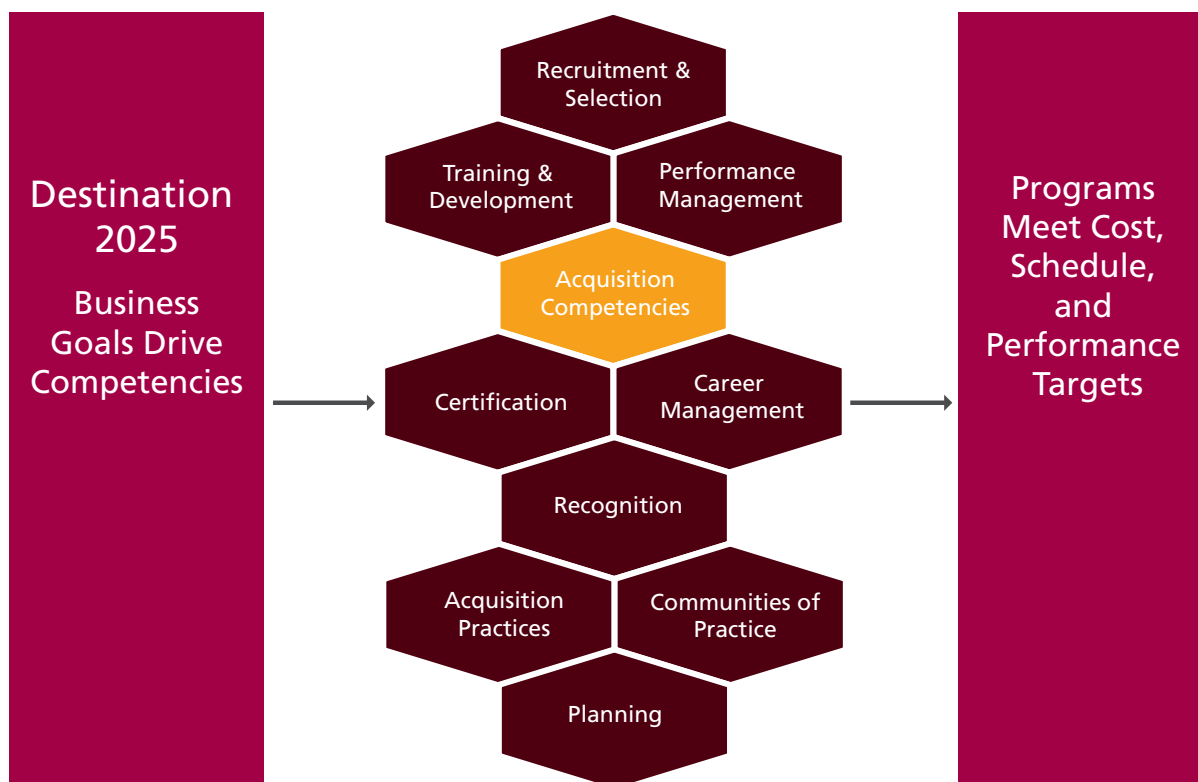 Destination
2025
Business
Goals Drive
Competencies
Recruitment &
Selection
Training &
Development
Performance
Management
Acquisition
Competencies
Certification
Career
Management
Recognition
Acquisition
Practices
Communities of
Practice
Planning
Programs
Meet Cost,
Schedule,
and
Performance
Targets